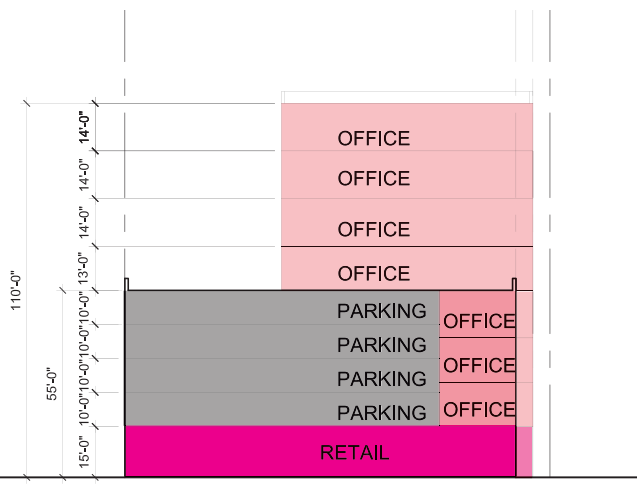 14'-0"
OFFICE
14'-0"
OFFICE
14'-0"
OFFICE
13'-0"
OFFICE
110'-0"
10'-0"
PARKING
OFFICE
10'-0"
PARKING
55'-0"
OFFICE
10'-0"
PARKING
10'-0"
PARKING
OFFICE
15'-0"
RETAIL